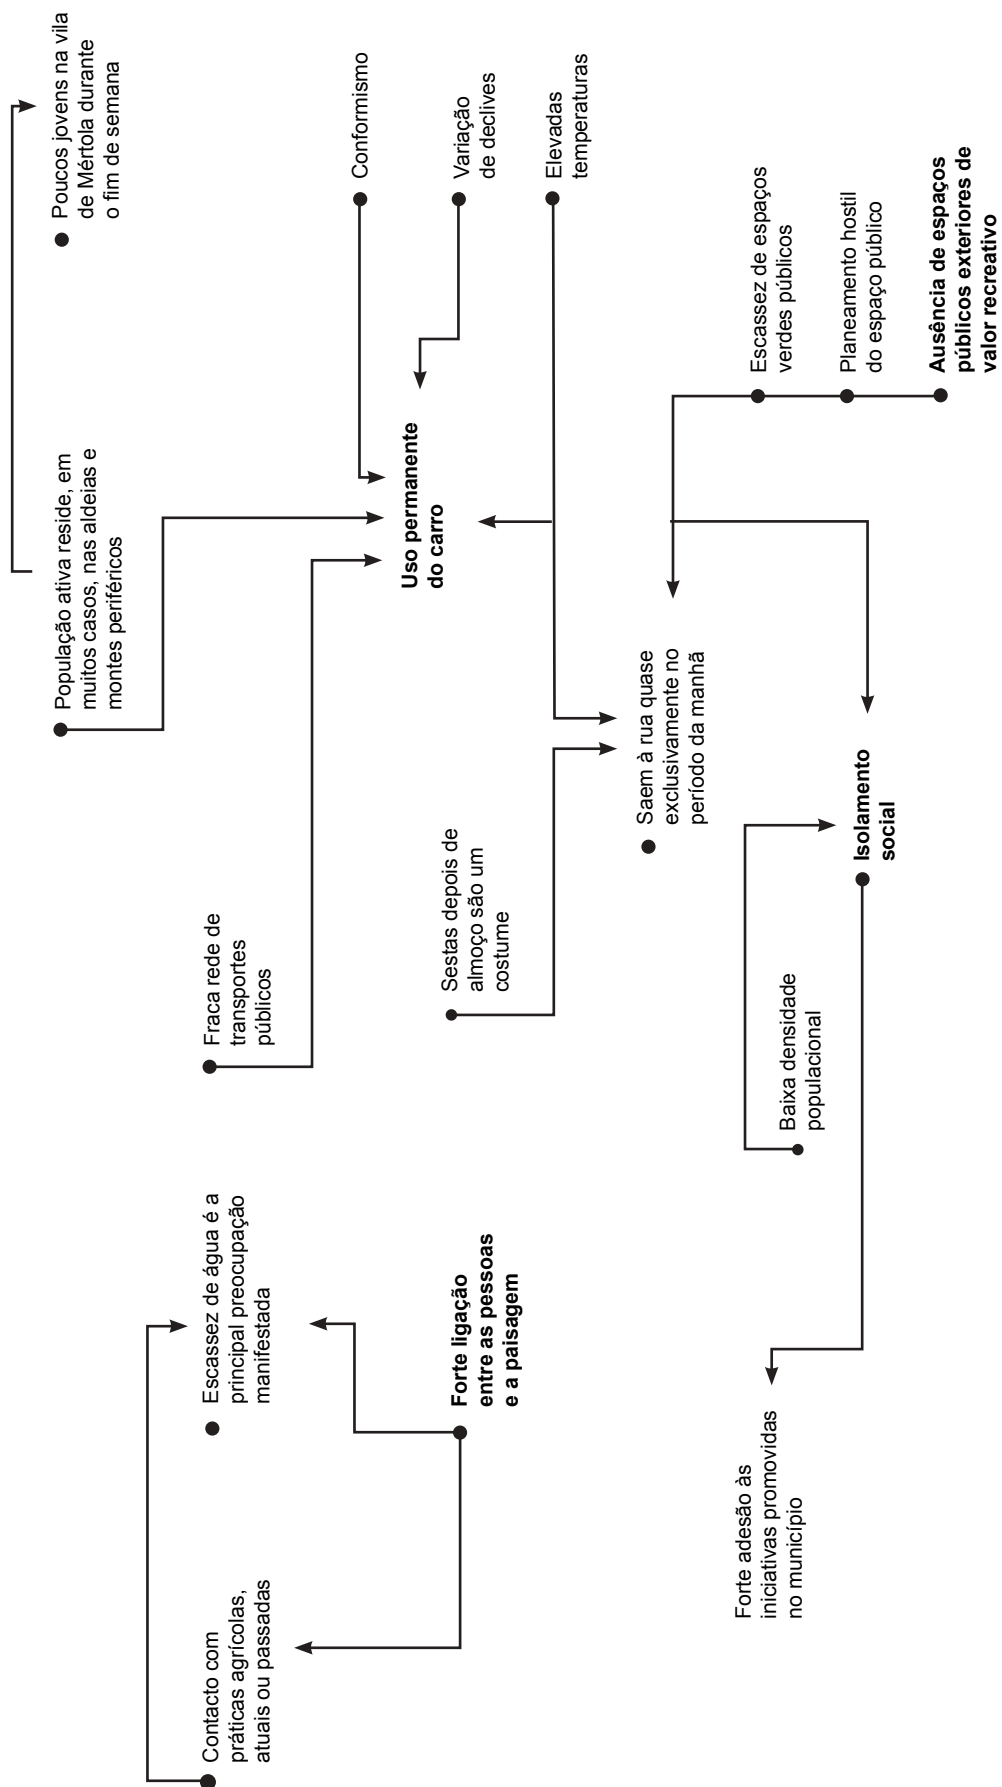 Contacto com
práticas agrícolas,
atuais ou passadas
Escassez de água é a
principal preocupação
manifestada
Forte ligação
entre as pessoas
e a paisagem
Fraca rede de
transportes
públicos
População ativa reside, em
muitos casos, nas aldeias e
montes periféricos
Poucos jovens na vila
de Mértola durante
o fim de semana
Conformismo
Variação
de declives
Elevadas
temperaturas
Uso permanente
do carro
Sestas depois de
almoço são um
costume
Saem à rua quase
exclusivamente no
período da manhã
Escassez de espaços
verdes públicos
Planeamento hostil
do espaço público
Ausência de espaços
públicos exteriores de
valor recreativo
Forte adesão às
iniciativas promovidas
no município
Baixa densidade
populacional
Isolamento
social